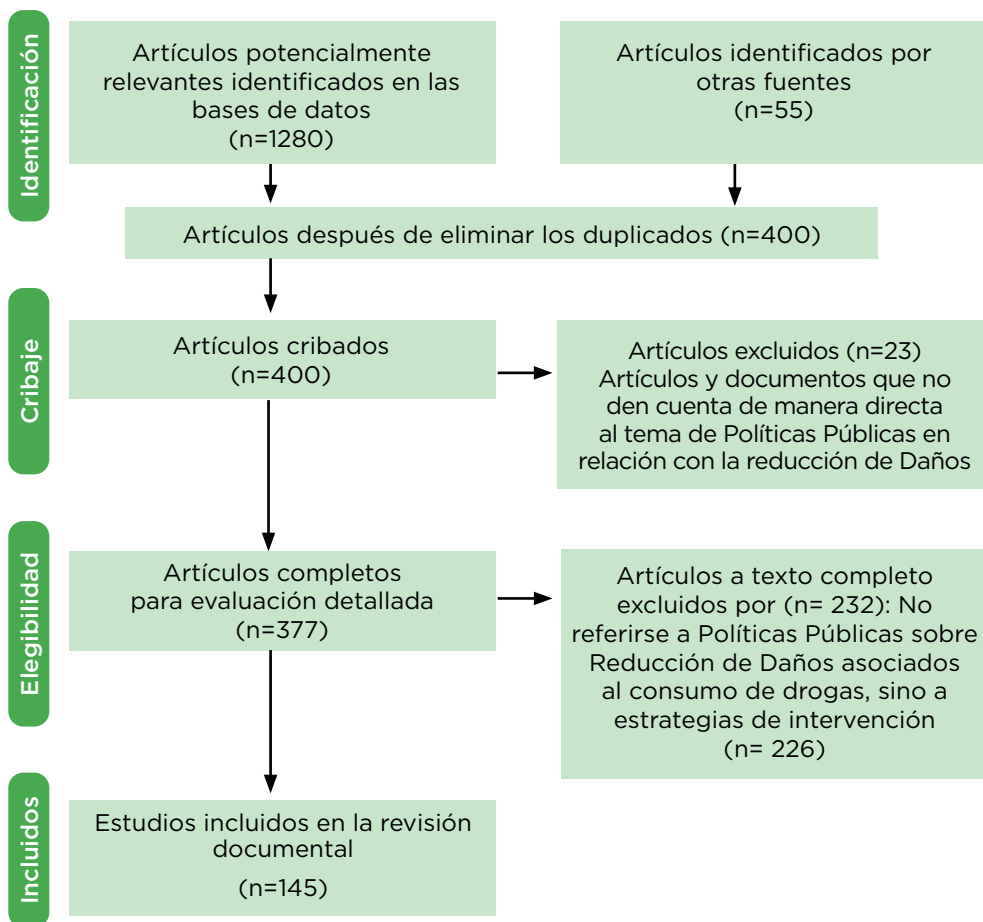 Identificación
Artículos potencialmente
relevantes identificados en las
bases de datos
(n=1280)
Artículos identificados por
otras fuentes
(n=55)
Artículos después de eliminar los duplicados (n=400)
Cribaje
Artículos cribados
(n=400)
Artículos excluidos (n=23)
Artículos y documentos que no
den cuenta de manera directa
al tema de Políticas Públicas en
relación con la reducción de Daños
Elegibilidad
Artículos completos
para evaluación detallada
(n=377)
Artículos a texto completo
excluidos por (n= 232): No
referirse a Políticas Públicas sobre
Reducción de Daños asociados
al consumo de drogas, sino a
estrategias de intervención
(n= 226)
Incluidos
Estudios incluidos en la revisión
documental
(n=145)